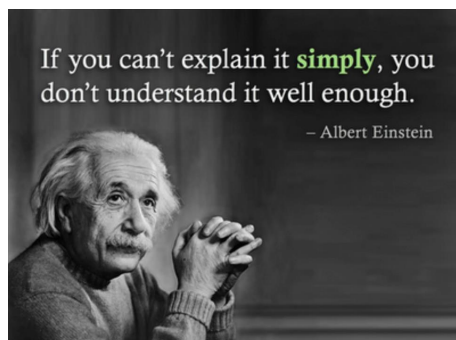 If you can’t explain it simply, you
don’t understand it well enough.
– Albert Einstein